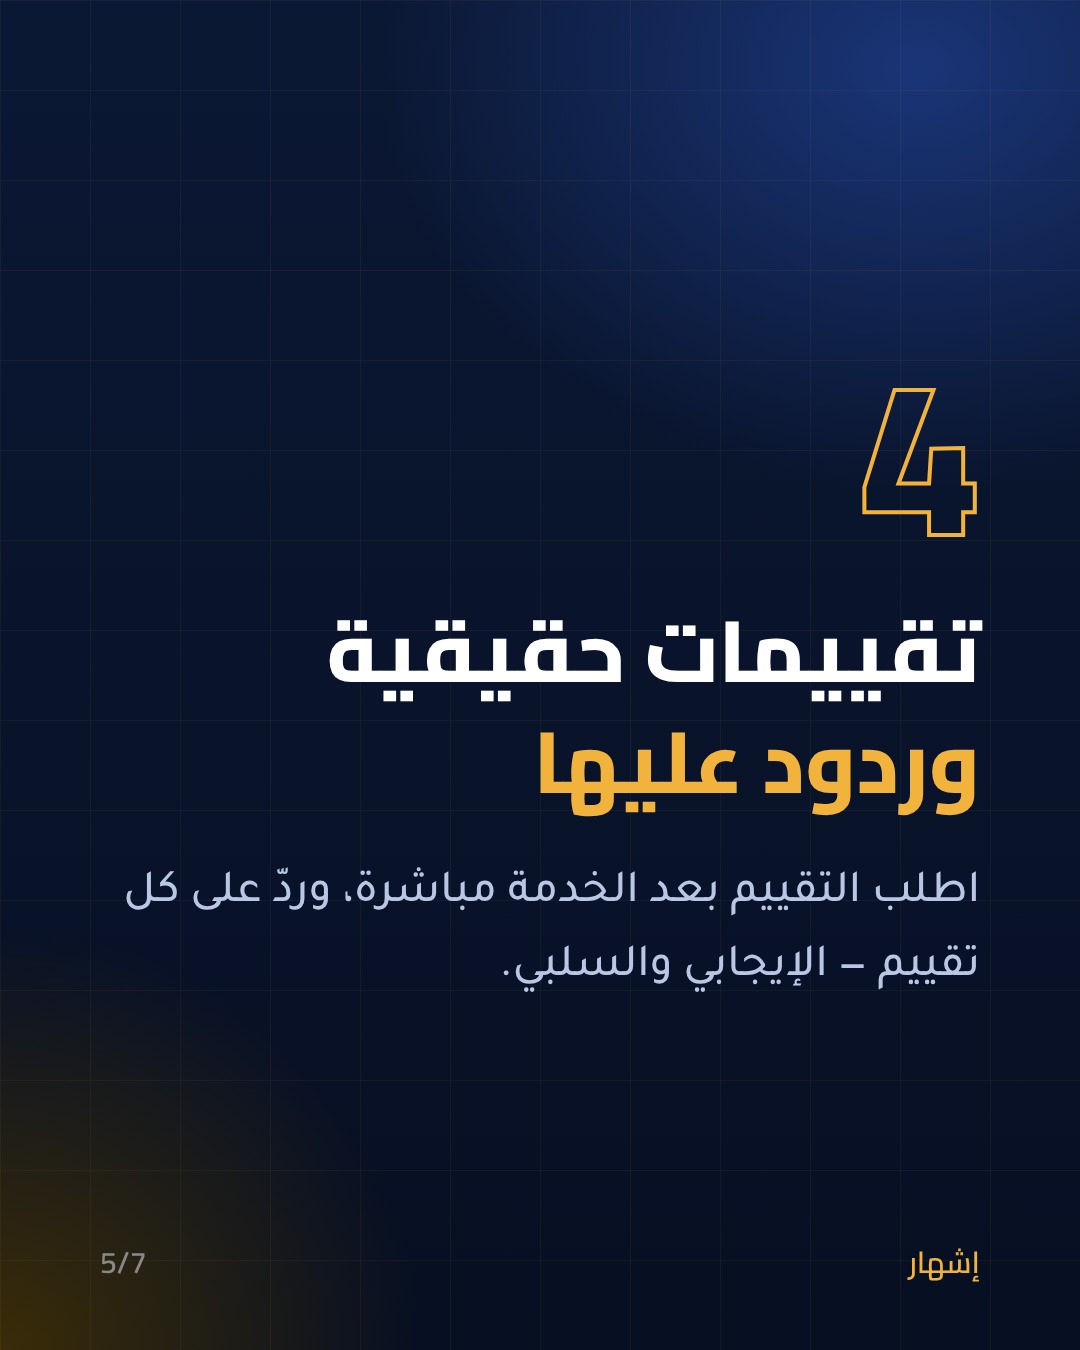 4
تقييمات حقيقية
وردود عليها
اطلب التقييم بعد الخدمة مباشرة، وردّ على كل
تقييم – الإيجابي والسلبي.
إشهار
5/7